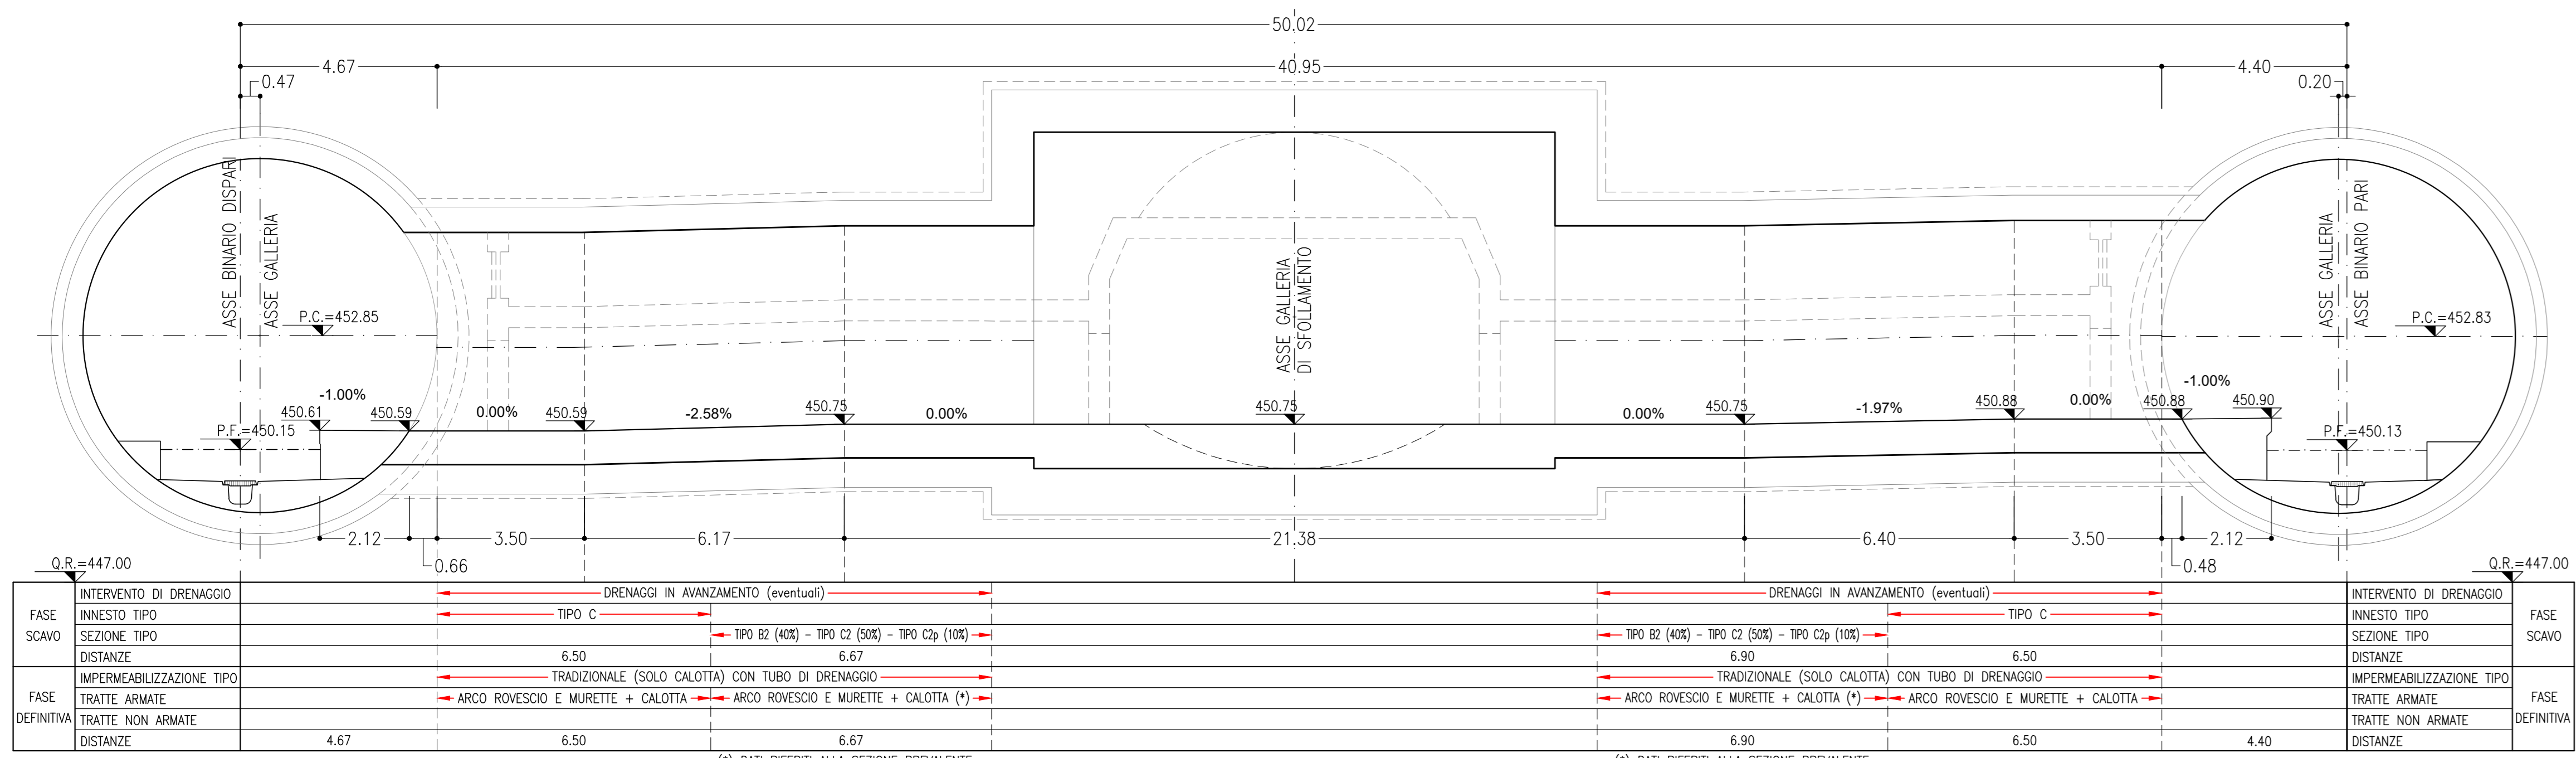 50.02
4.67
40.95
4.40
0.47
0.20
ASSE BINARIO DISPARI
ASSE GALLERIA
ASSE GALLERIA
DI SFOLLAMENTO
ASSE GALLERIA
ASSE BINARIO PARI
P.C.=452.85
P.C.=452.83
-1.00%
450.61
450.59
0.00%
450.59
-2.58%
450.75
0.00%
450.75
0.00%
450.75
-1.97%
450.88
0.00%
450.88
-1.00%
450.90
P.F.=450.15
P.F.=450.13
2.12
0.66
3.50
6.17
21.38
6.40
3.50
0.48
2.12
Q.R.=447.00
Q.R.=447.00
FASE
SCAVO
INTERVENTO DI DRENAGGIO
DRENAGGI IN AVANZAMENTO (eventuali)
DRENAGGI IN AVANZAMENTO (eventuali)
INTERVENTO DI DRENAGGIO
FASE
SCAVO
INNESTO TIPO
TIPO C
TIPO C
INNESTO TIPO
SEZIONE TIPO
TIPO B2 (40%) – TIPO C2 (50%) – TIPO C2p (10%)
TIPO B2 (40%) – TIPO C2 (50%) – TIPO C2p (10%)
SEZIONE TIPO
DISTANZE
6.50
6.67
6.90
6.50
DISTANZE
FASE
DEFINITIVA
IMPERMEABILIZZAZIONE TIPO
TRADIZIONALE (SOLO CALOTTA) CON TUBO DI DRENAGGIO
TRADIZIONALE (SOLO CALOTTA) CON TUBO DI DRENAGGIO
IMPERMEABILIZZAZIONE TIPO
FASE
DEFINITIVA
TRATTE ARMATE
ARCO ROVESCIO E MURETTE + CALOTTA
ARCO ROVESCIO E MURETTE + CALOTTA (*)
ARCO ROVESCIO E MURETTE + CALOTTA (*)
ARCO ROVESCIO E MURETTE + CALOTTA
TRATTE ARMATE
TRATTE NON ARMATE
TRATTE NON ARMATE
DISTANZE
4.67
6.50
6.67
6.90
6.50
4.40
DISTANZE
(*) DATI RIFERITI ALLA SEZIONE PREVALENTE
(*) DATI RIFERITI ALLA SEZIONE PREVALENTE